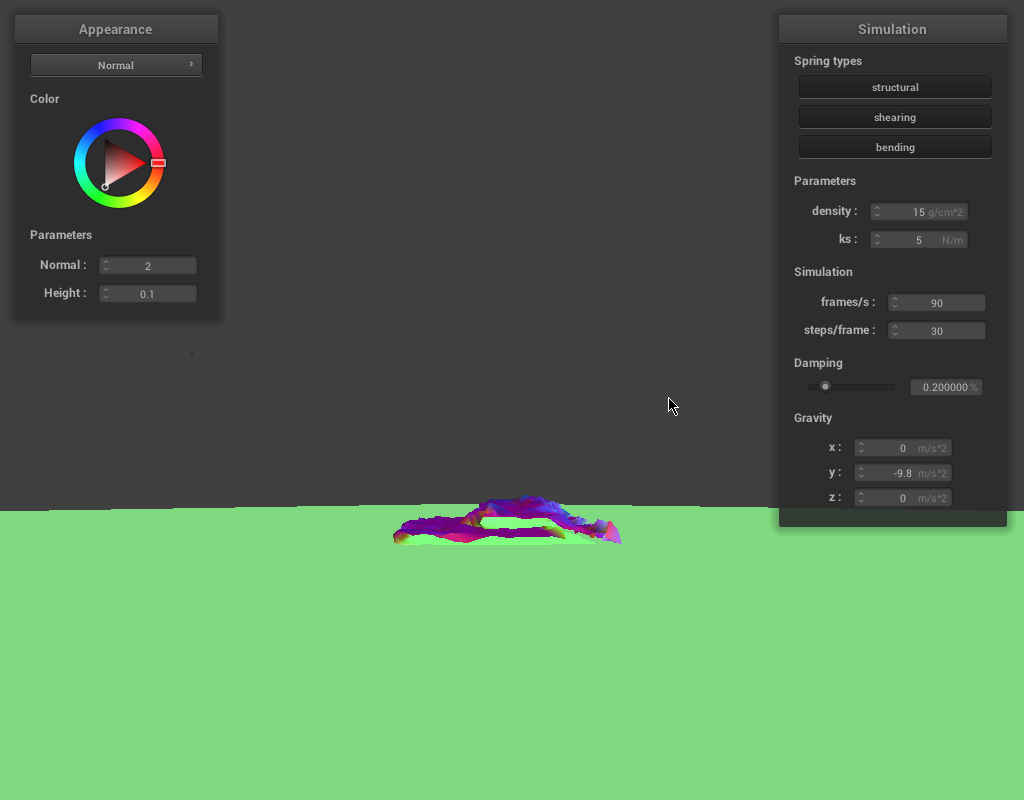 Appearance
Normal
Color
Parameters
Normal : 2
Height : 0.1
Simulation
Spring types
structural
shearing
bending
Parameters
density : 15 g/cm^2
ks : 5 N/m
Simulation
frames/s : 90
steps/frame : 30
Damping
0.200000 %
Gravity
x : 0 m/s^2
y : -9.8 m/s^2
z : 0 m/s^2